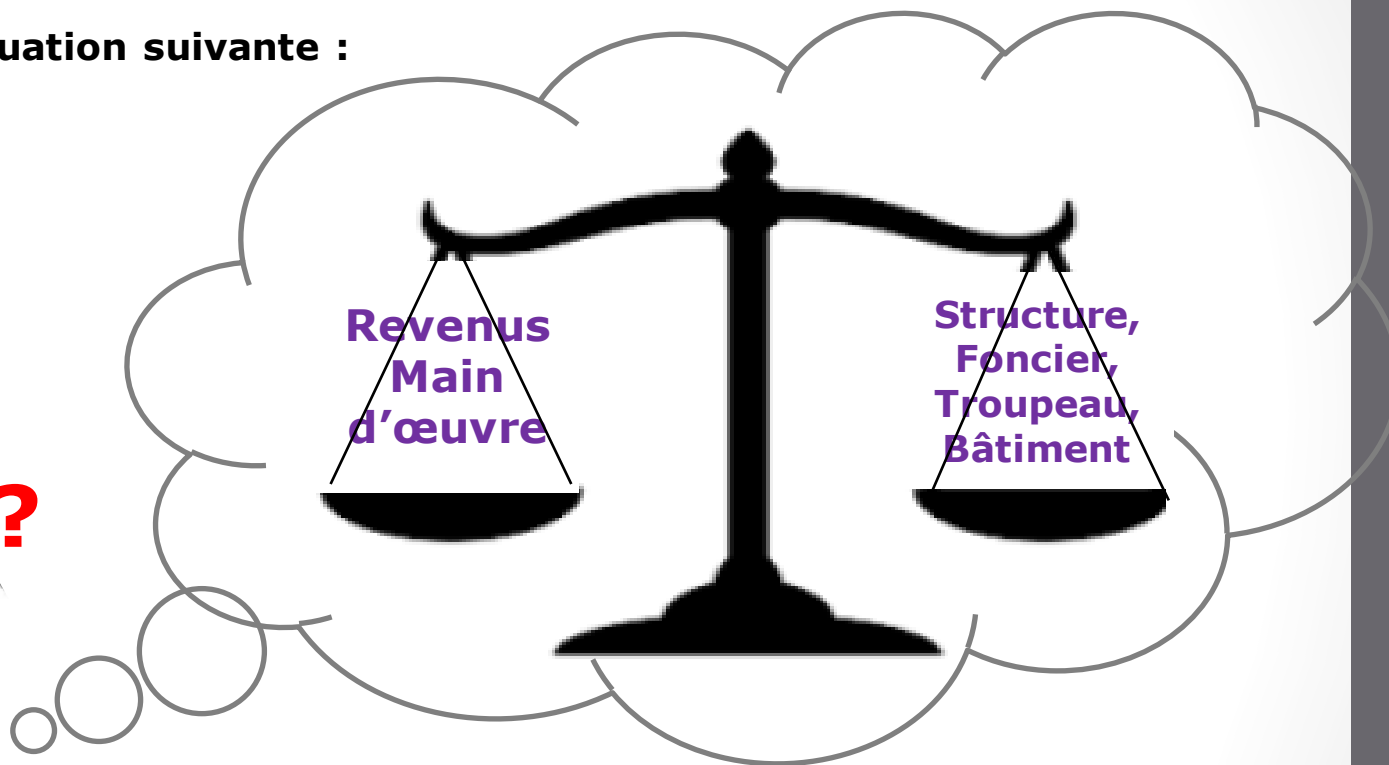 uation suivante :
Revenus
Main
d’œuvre
Structure,
Foncier,
Troupeau,
Bâtiment
?